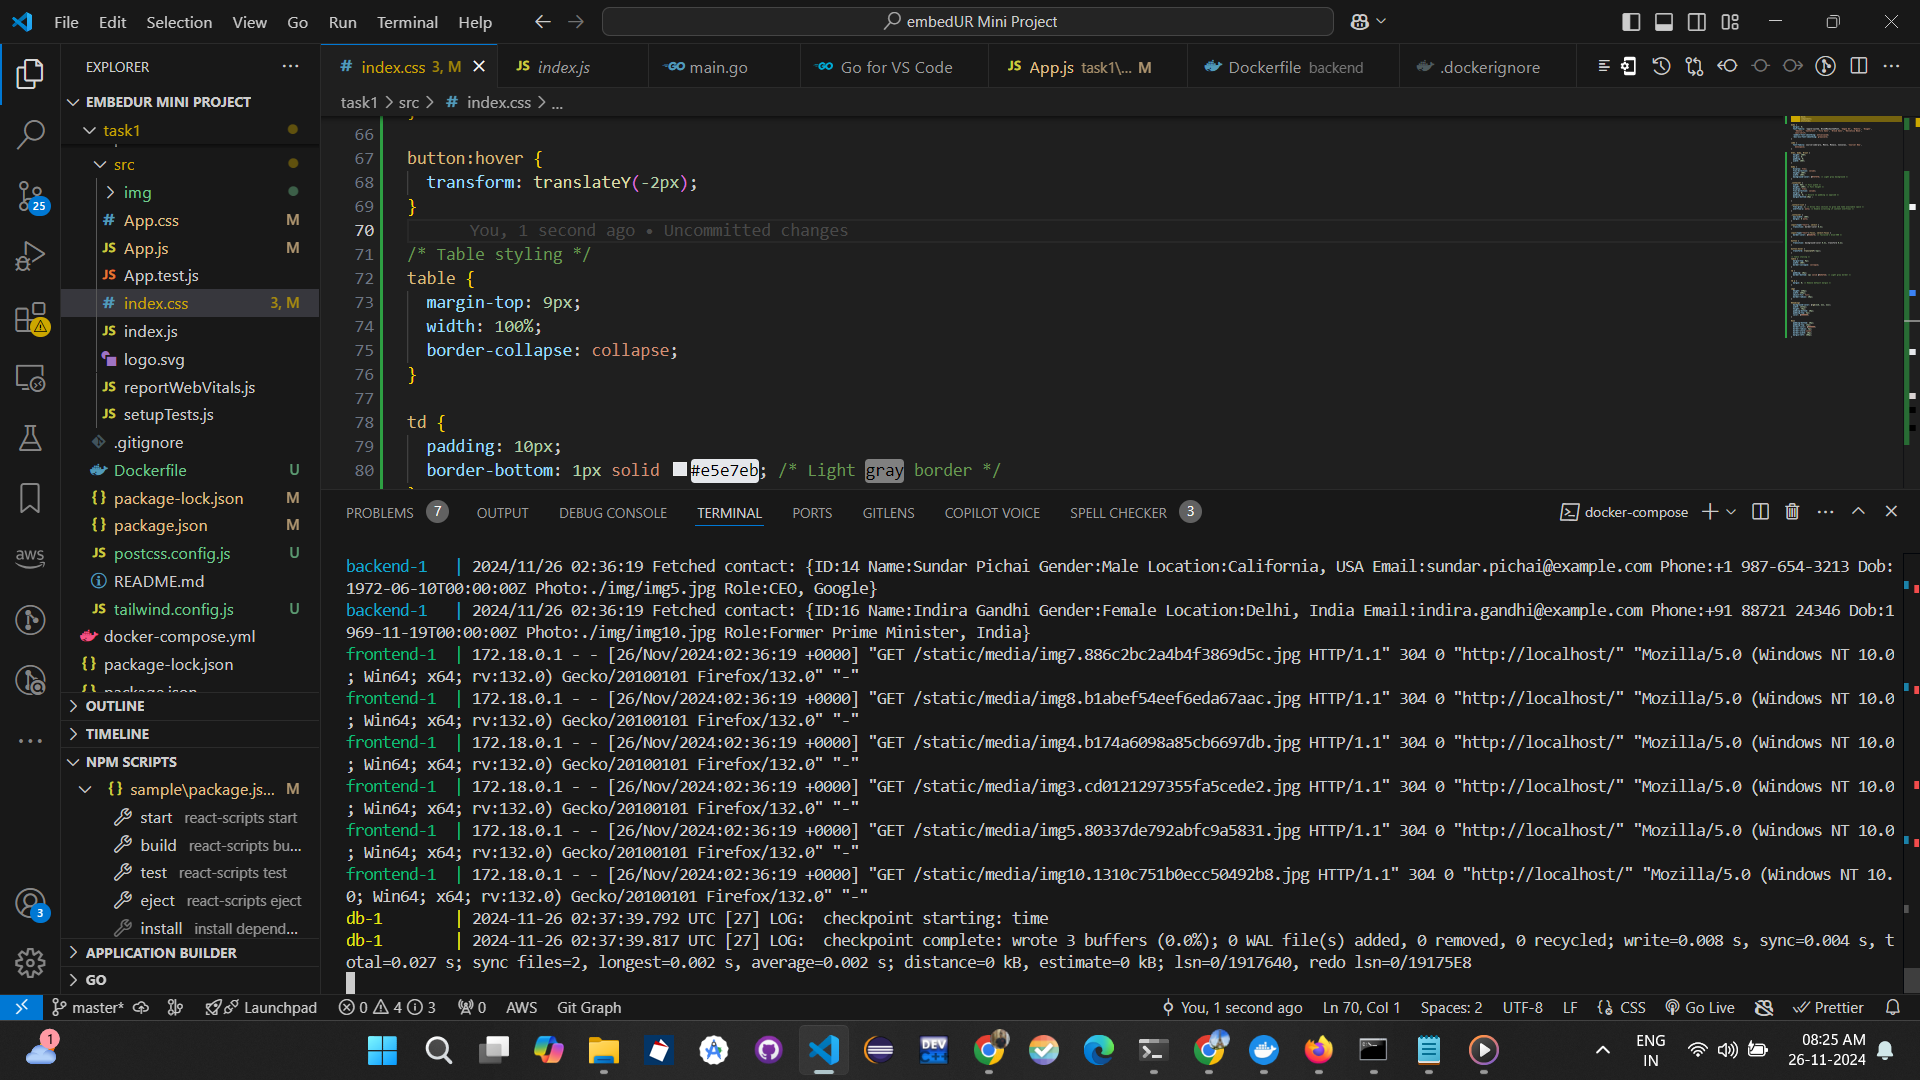 File Edit Selection View Go Run Terminal Help
embedUR Mini Project
EXPLORER
EMBEDUR MINI PROJECT
task1
src
img
App.css M
App.js M
App.test.js
index.css 3, M
index.js
logo.svg
reportWebVitals.js
setupTests.js
.gitignore
Dockerfile U
package-lock.json M
package.json M
postcss.config.js U
README.md
tailwind.config.js U
docker-compose.yml
package-lock.json
package.json
OUTLINE
TIMELINE
NPM SCRIPTS
sample\package.js... M
start react-scripts start
build react-scripts bu...
test react-scripts test
eject react-scripts eject
install install depend...
APPLICATION BUILDER
GO
25
aws
3
index.css 3, M
index.js
main.go
Go for VS Code
App.js task1\... M
Dockerfile backend
.dockerignore
task1 > src > # index.css > ...
66
67 button:hover {
68 transform: translateY(-2px);
69 }
70 You, 1 second ago • Uncommitted changes
71 /* Table styling */
72 table {
73 margin-top: 9px;
74 width: 100%;
75 border-collapse: collapse;
76 }
77
78 td {
79 padding: 10px;
80 border-bottom: 1px solid #e5e7eb; /* Light gray border */
PROBLEMS 7 OUTPUT DEBUG CONSOLE TERMINAL PORTS GITLENS COPILOT VOICE SPELL CHECKER 3
docker-compose
backend-1 | 2024/11/26 02:36:19 Fetched contact: {ID:14 Name:Sundar Pichai Gender:Male Location:California, USA Email:sundar.pichai@example.com Phone:+1 987-654-3213 Dob:
1972-06-10T00:00:00Z Photo:./img/img5.jpg Role:CEO, Google}
backend-1 | 2024/11/26 02:36:19 Fetched contact: {ID:16 Name:Indira Gandhi Gender:Female Location:Delhi, India Email:indira.gandhi@example.com Phone:+91 88721 24346 Dob:1
969-11-19T00:00:00Z Photo:./img/img10.jpg Role:Former Prime Minister, India}
frontend-1 | 172.18.0.1 - - [26/Nov/2024:02:36:19 +0000] "GET /static/media/img7.886c2bc2a4b4f3869d5c.jpg HTTP/1.1" 304 0 "http://localhost/" "Mozilla/5.0 (Windows NT 10.0
; Win64; x64; rv:132.0) Gecko/20100101 Firefox/132.0" "-"
frontend-1 | 172.18.0.1 - - [26/Nov/2024:02:36:19 +0000] "GET /static/media/img8.b1abef54eef6eda67aac.jpg HTTP/1.1" 304 0 "http://localhost/" "Mozilla/5.0 (Windows NT 10.0
; Win64; x64; rv:132.0) Gecko/20100101 Firefox/132.0" "-"
frontend-1 | 172.18.0.1 - - [26/Nov/2024:02:36:19 +0000] "GET /static/media/img4.b174a6098a85cb6697db.jpg HTTP/1.1" 304 0 "http://localhost/" "Mozilla/5.0 (Windows NT 10.0
; Win64; x64; rv:132.0) Gecko/20100101 Firefox/132.0" "-"
frontend-1 | 172.18.0.1 - - [26/Nov/2024:02:36:19 +0000] "GET /static/media/img3.cd0121297355fa5cede2.jpg HTTP/1.1" 304 0 "http://localhost/" "Mozilla/5.0 (Windows NT 10.0
; Win64; x64; rv:132.0) Gecko/20100101 Firefox/132.0" "-"
frontend-1 | 172.18.0.1 - - [26/Nov/2024:02:36:19 +0000] "GET /static/media/img5.80337de792abfc9a5831.jpg HTTP/1.1" 304 0 "http://localhost/" "Mozilla/5.0 (Windows NT 10.0
; Win64; x64; rv:132.0) Gecko/20100101 Firefox/132.0" "-"
frontend-1 | 172.18.0.1 - - [26/Nov/2024:02:36:19 +0000] "GET /static/media/img10.1310c751b0ecc50492b8.jpg HTTP/1.1" 304 0 "http://localhost/" "Mozilla/5.0 (Windows NT 10.
0; Win64; x64; rv:132.0) Gecko/20100101 Firefox/132.0" "-"
db-1 | 2024-11-26 02:37:39.792 UTC [27] LOG: checkpoint starting: time
db-1 | 2024-11-26 02:37:39.817 UTC [27] LOG: checkpoint complete: wrote 3 buffers (0.0%); 0 WAL file(s) added, 0 removed, 0 recycled; write=0.008 s, sync=0.004 s, t
otal=0.027 s; sync files=2, longest=0.002 s, average=0.002 s; distance=0 kB, estimate=0 kB; lsn=0/1917640, redo lsn=0/19175E8
master* Launchpad 0 4 3 0 AWS Git Graph You, 1 second ago Ln 70, Col 1 Spaces: 2 UTF-8 LF CSS Go Live Prettier
1
DEV
C++
ENG
IN
08:25 AM
26-11-2024